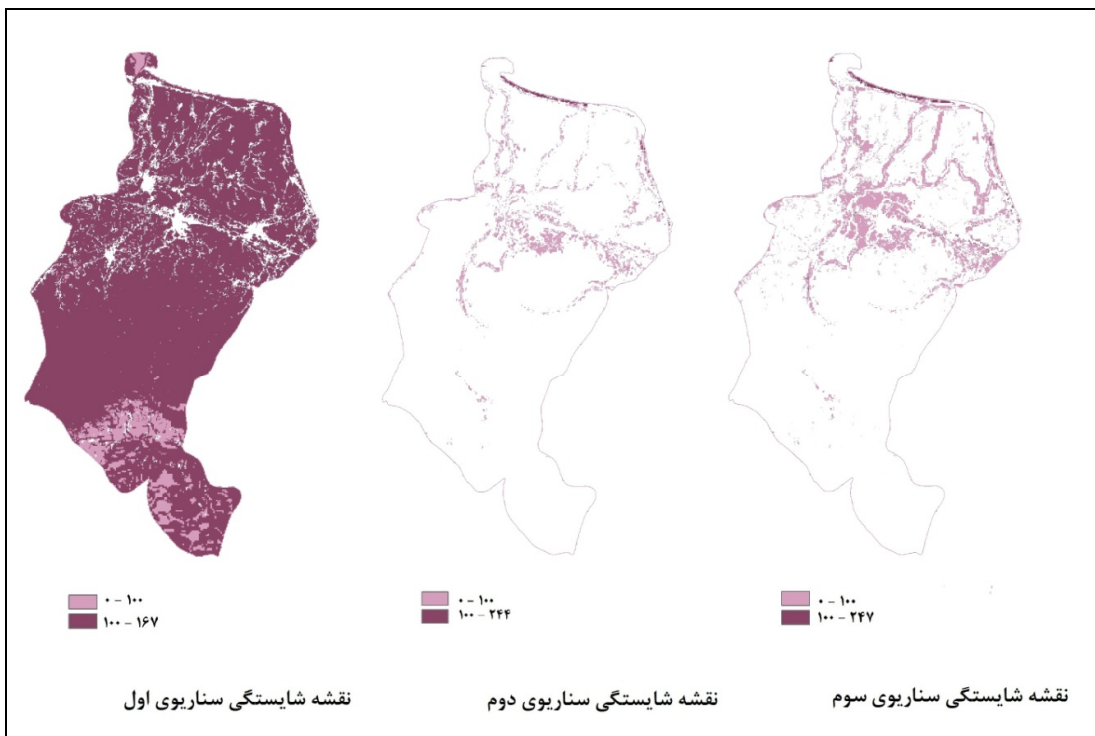 ۰ – ۱۰۰
۱۰۰ – ۱۶۷
نقشه شایستگی سناریوی اول
۰ – ۱۰۰
۱۰۰ – ۲۴۴
نقشه شایستگی سناریوی دوم
۰ – ۱۰۰
۱۰۰ – ۲۴۷
نقشه شایستگی سناریوی سوم